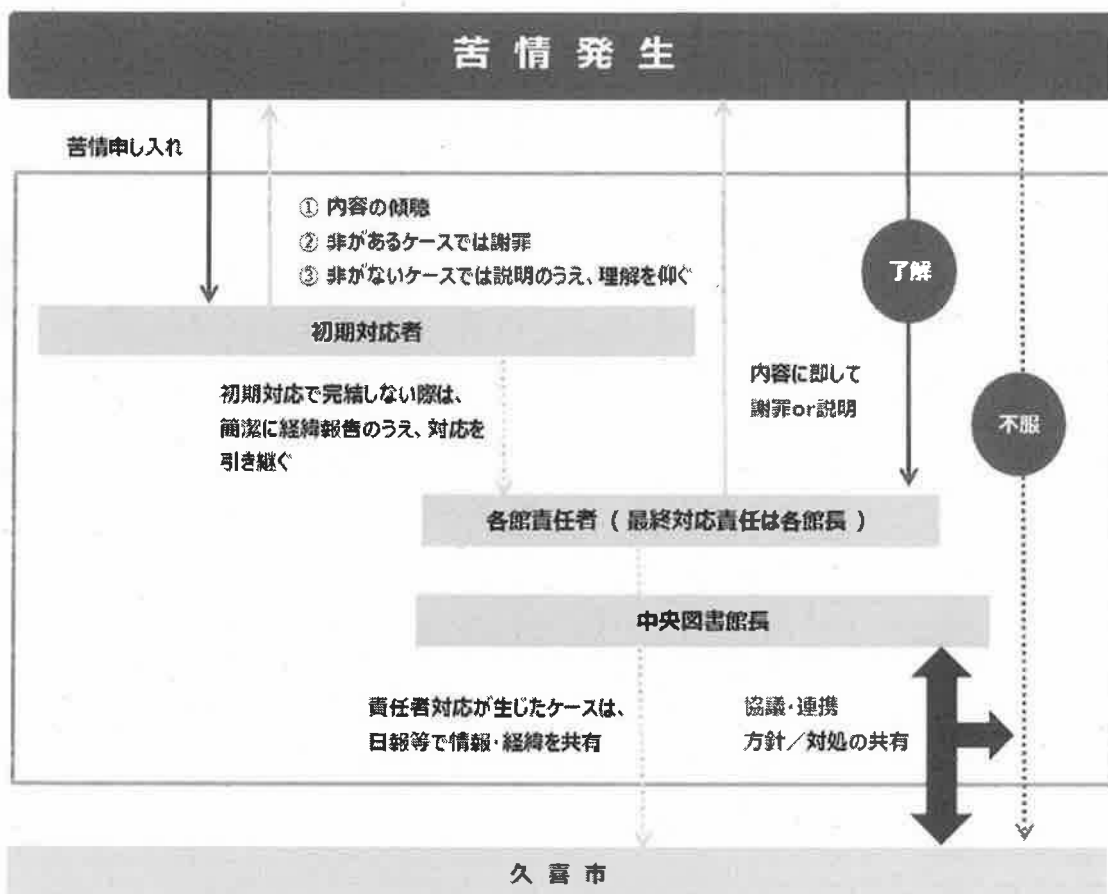 苦情発生
苦情申し入れ
① 内容の傾聴
② 非があるケースでは謝罪
③ 非がないケースでは説明のうえ、理解を仰ぐ
了解
初期対応者
初期対応で完結しない際は、
簡潔に経緯報告のうえ、対応を
引き継ぐ
内容に即して
謝罪or説明
不服
各館責任者 ( 最終対応責任は各館長 )
中央図書館長
責任者対応が生じたケースは、
日報等で情報・経緯を共有
協議・連携
方針／対処の共有
久喜市